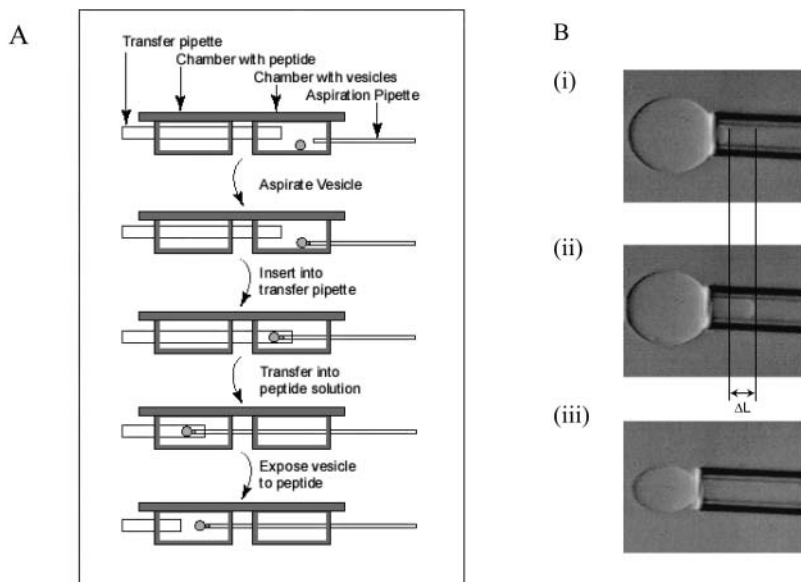 A
Transfer pipette
Chamber with peptide
Chamber with vesicles
Aspiration Pipette
Aspirate Vesicle
Insert into
transfer pipette
Transfer into
peptide solution
Expose vesicle
to peptide
B
(i)
(ii)
ΔL
(iii)